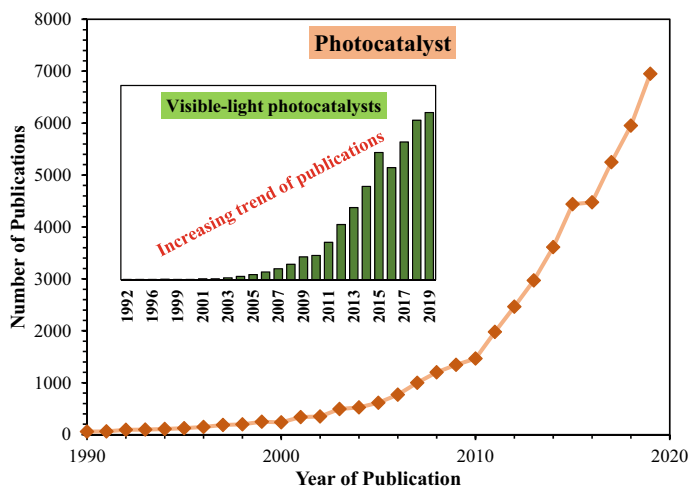 Photocatalyst
Number of Publications
8000
7000
6000
5000
4000
3000
2000
1000
0
Visible-light photocatalysts
Increasing trend of publications
1992 1996 1999 2001 2003 2005 2007 2009 2011 2013 2015 2017 2019
1990 2000 2010 2020
Year of Publication